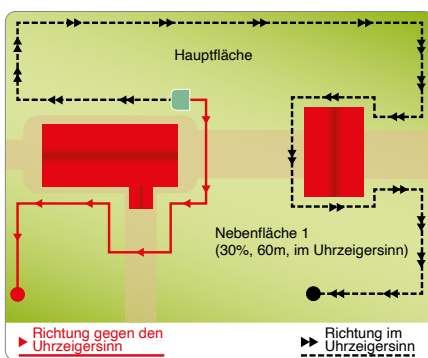 Hauptfläche
Nebenfläche 1
(30%, 60m, im Uhrzeigersinn)
Richtung gegen den
Uhrzeigersinn
Richtung im
Uhrzeigersinn